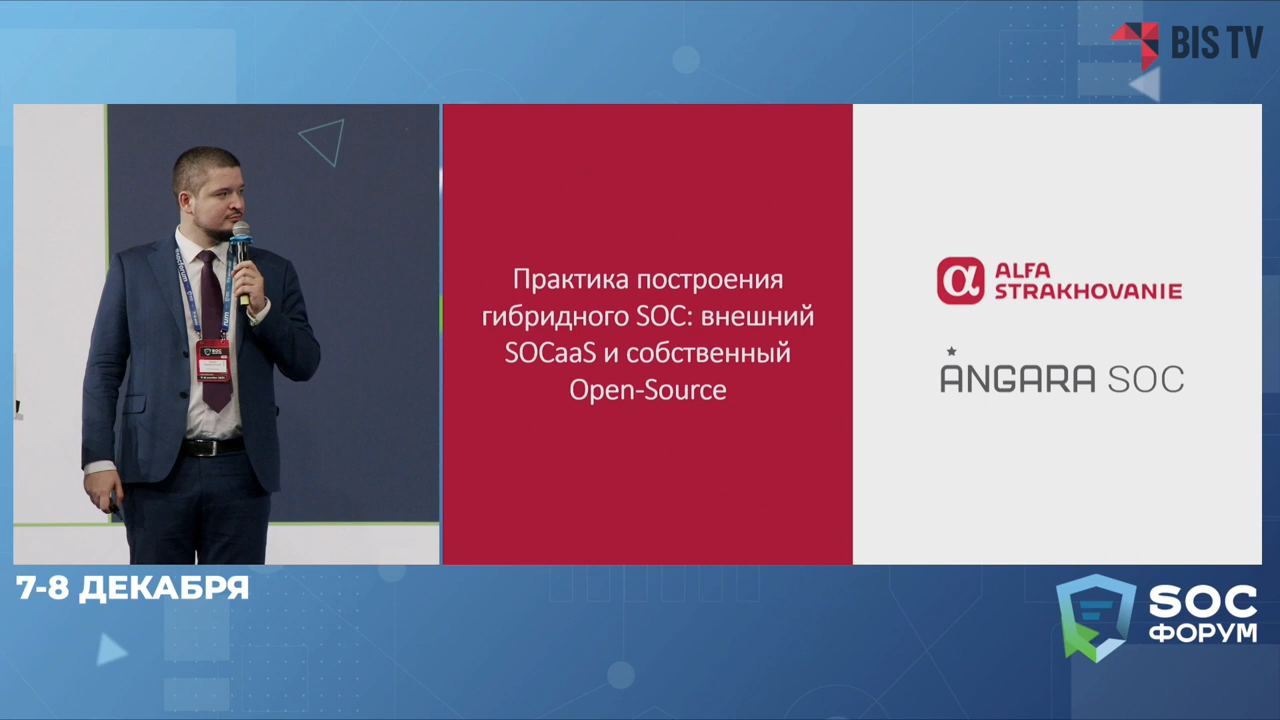 BIS TV
Практика построения
гибридного SOC: внешний
SOCaaS и собственный
Open-Source
α ALFA
STRAKHOVANIE
ANGARA SOC
SOC
7-8 ДЕКАБРЯ
SOC
ФОРУМ